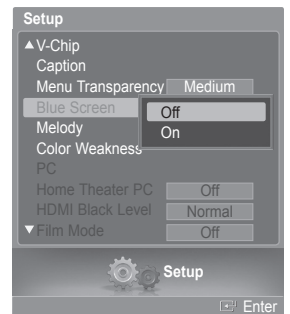 Setup
▲V-Chip
Caption
Menu Transparency Medium
Blue Screen Off
Melody On
Color Weakness
PC
Home Theater PC Off
HDMI Black Level Normal
▼Film Mode Off
Setup
Enter